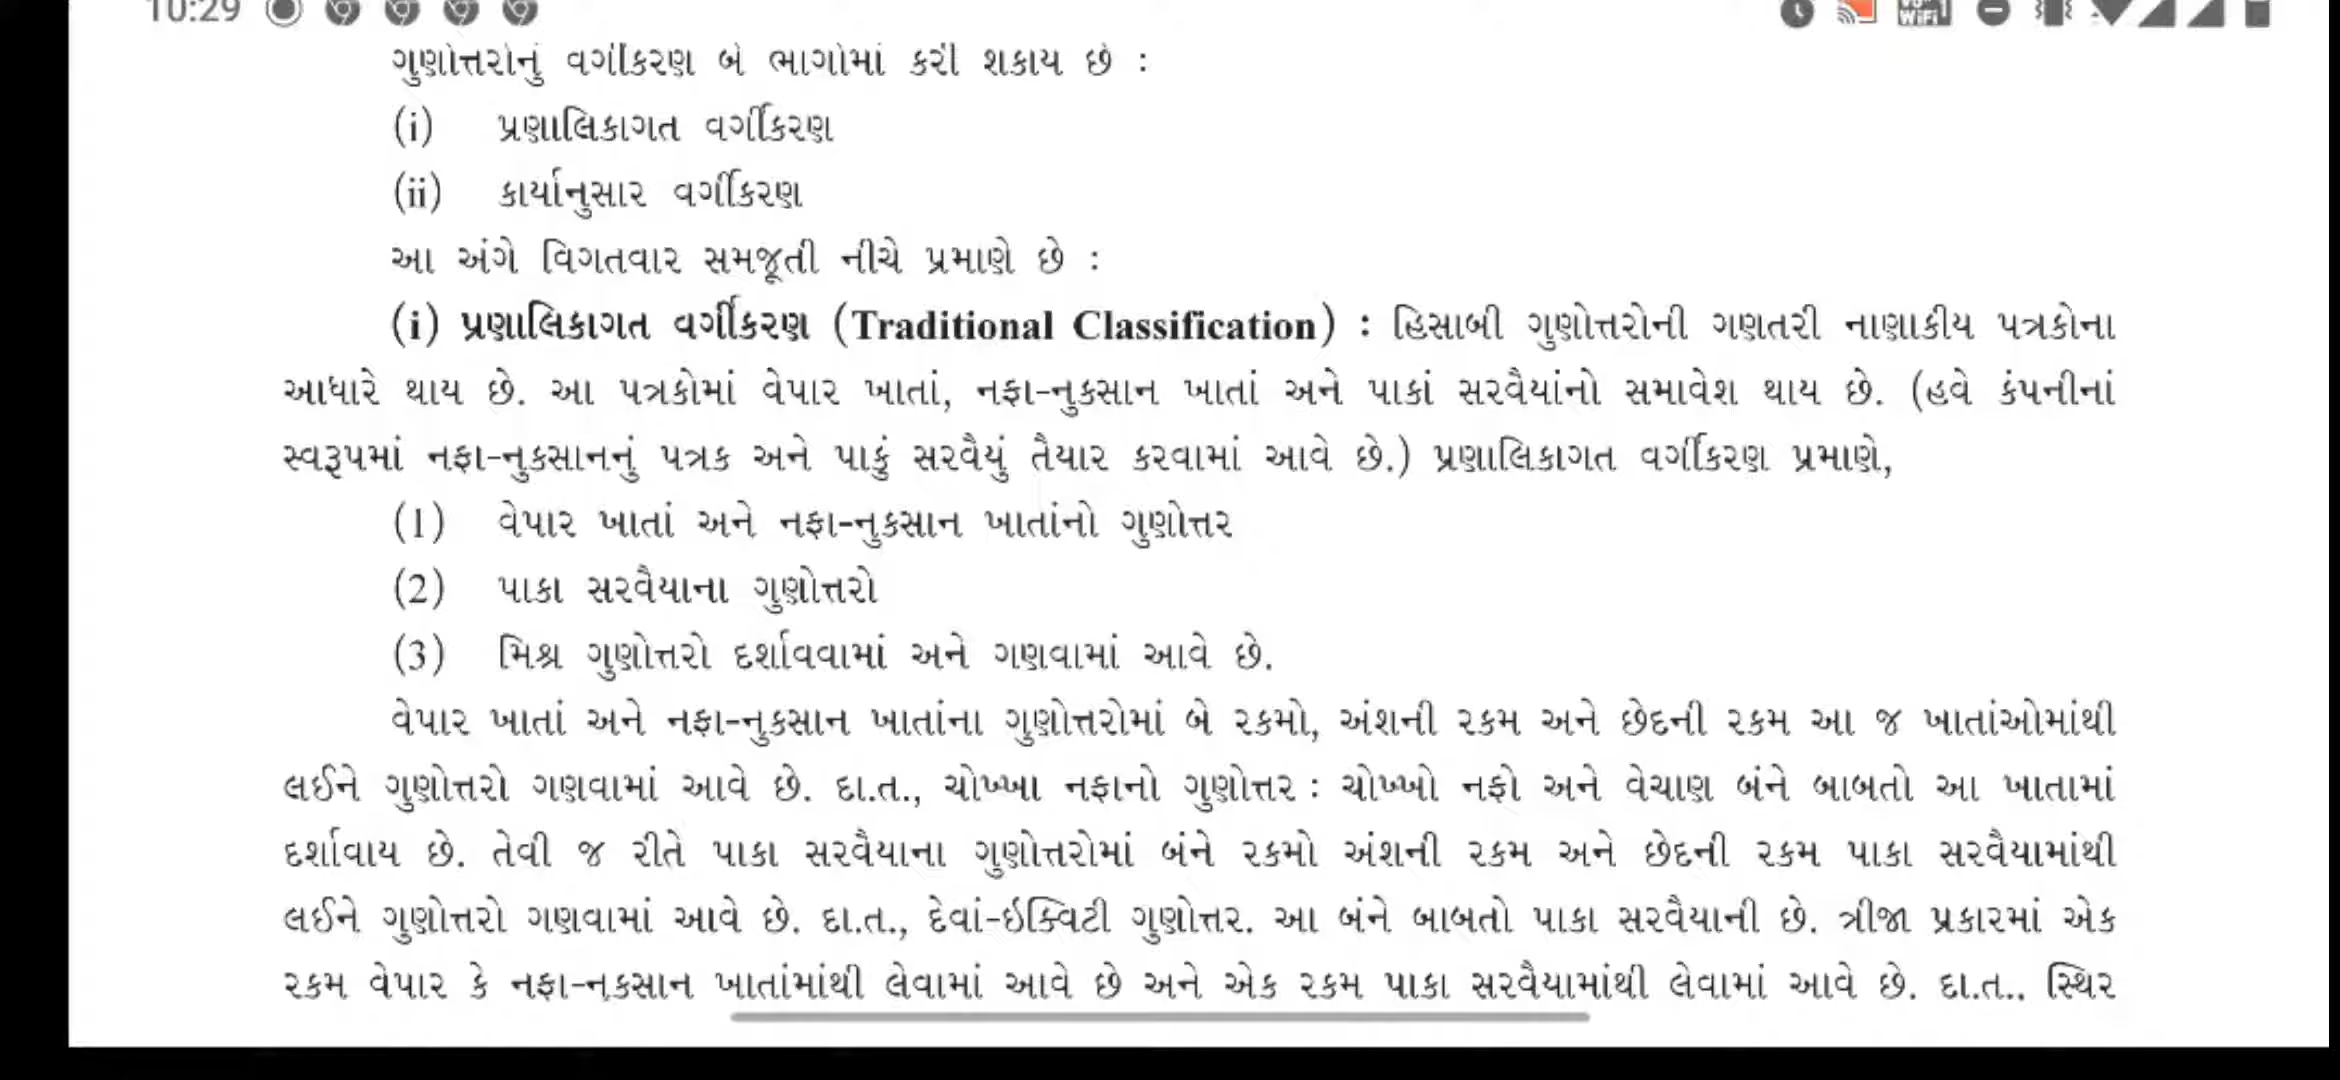 10:29
ગુણોત્તરોનું વર્ગીકરણ બે ભાગોમાં કરી શકાય છે :
(i) પ્રણાલિકાગત વર્ગીકરણ
(ii) કાર્યાનુસાર વર્ગીકરણ
આ અંગે વિગતવાર સમજૂતી નીચે પ્રમાણે છે :
(i) પ્રણાલિકાગત વર્ગીકરણ (Traditional Classification) : હિસાબી ગુણોત્તરોની ગણતરી નાણાકીય પત્રકોના
આધારે થાય છે. આ પત્રકોમાં વેપાર ખાતાં, નફા-નુકસાન ખાતાં અને પાકાં સરવૈયાંનો સમાવેશ થાય છે. (હવે કંપનીનાં
સ્વરૂપમાં નફા-નુકસાનનું પત્રક અને પાકું સરવૈયું તૈયાર કરવામાં આવે છે.) પ્રણાલિકાગત વર્ગીકરણ પ્રમાણે,
(1) વેપાર ખાતાં અને નફા-નુકસાન ખાતાંનો ગુણોત્તર
(2) પાકા સરવૈયાના ગુણોત્તરો
(3) મિશ્ર ગુણોત્તરો દર્શાવવામાં અને ગણવામાં આવે છે.
વેપાર ખાતાં અને નફા-નુકસાન ખાતાંના ગુણોત્તરોમાં બે રકમો, અંશની રકમ અને છેદની રકમ આ જ ખાતાંઓમાંથી
લઈને ગુણોત્તરો ગણવામાં આવે છે. દા.ત., ચોખ્ખા નફાનો ગુણોત્તર : ચોખ્ખો નફો અને વેચાણ બંને બાબતો આ ખાતામાં
દર્શાવાય છે. તેવી જ રીતે પાકા સરવૈયાના ગુણોત્તરોમાં બંને રકમો અંશની રકમ અને છેદની રકમ પાકા સરવૈયામાંથી
લઈને ગુણોત્તરો ગણવામાં આવે છે. દા.ત., દેવાં-ઇક્વિટી ગુણોત્તર. આ બંને બાબતો પાકા સરવૈયાની છે. ત્રીજા પ્રકારમાં એક
રકમ વેપાર કે નફા-નુકસાન ખાતાંમાંથી લેવામાં આવે છે અને એક રકમ પાકા સરવૈયામાંથી લેવામાં આવે છે. દા.ત., સ્થિર